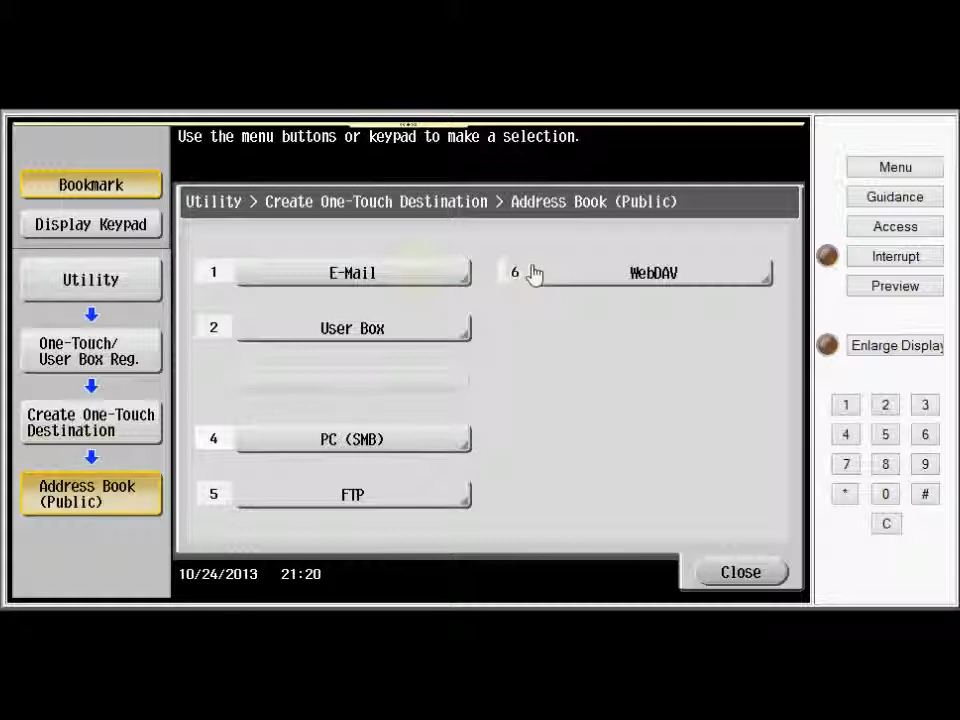 Use the menu buttons or keypad to make a selection.
Bookmark
Display Keypad
Utility
One-Touch/
User Box Reg.
Create One-Touch
Destination
Address Book
(Public)
Utility > Create One-Touch Destination > Address Book (Public)
1 E-Mail
6 WebDAV
2 User Box
4 PC (SMB)
5 FTP
10/24/2013 21:20
Close
Menu
Guidance
Access
Interrupt
Preview
Enlarge Display
1 2 3
4 5 6
7 8 9
* 0 #
C